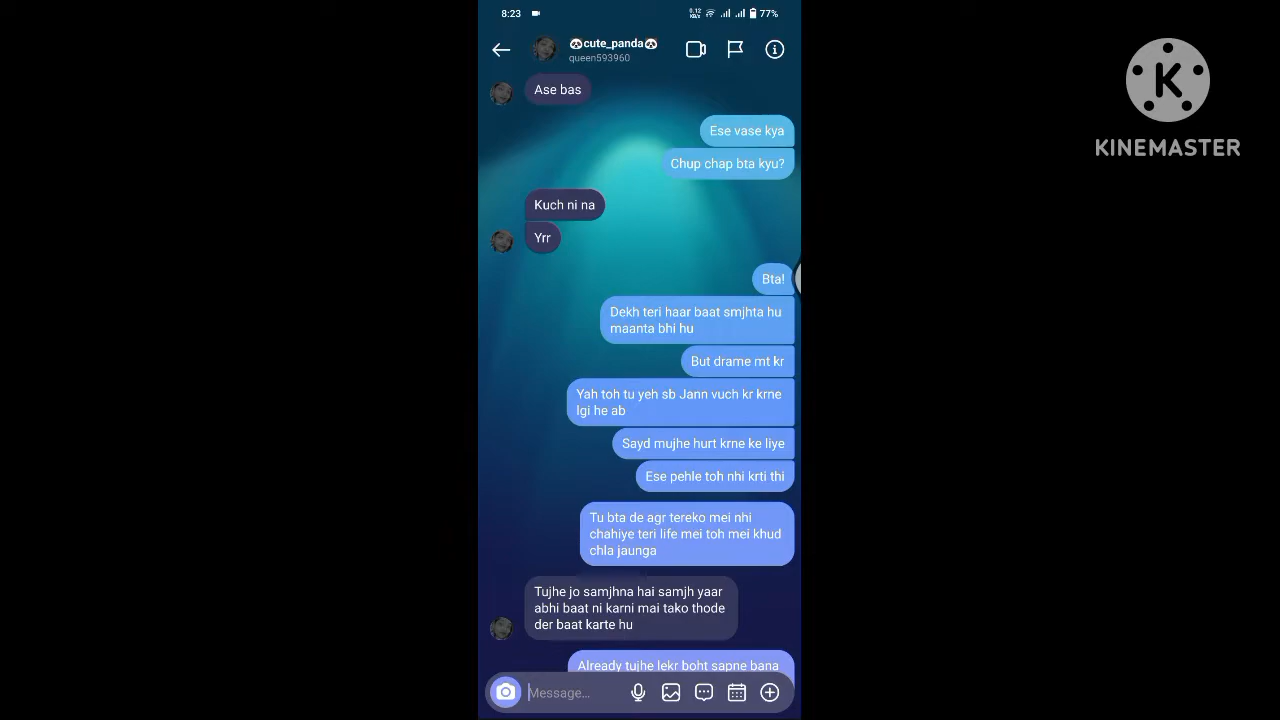 8:23
0.12
KB/s
77%
🐼cute_panda🐼
queen593960
Ase bas
Ese vase kya
Chup chap bta kyu?
Kuch ni na
Yrr
Bta!
Dekh teri haar baat smjhta hu
maanta bhi hu
But drame mt kr
Yah toh tu yeh sb Jann vuch kr krne
lgi he ab
Sayd mujhe hurt krne ke liye
Ese pehle toh nhi krti thi
Tu bta de agr tereko mei nhi
chahiye teri life mei toh mei khud
chla jaunga
Tujhe jo samjhna hai samjh yaar
abhi baat ni karni mai tako thode
der baat karte hu
Already tujhe lekr boht sapne bana
Message...
K
KINEMASTER